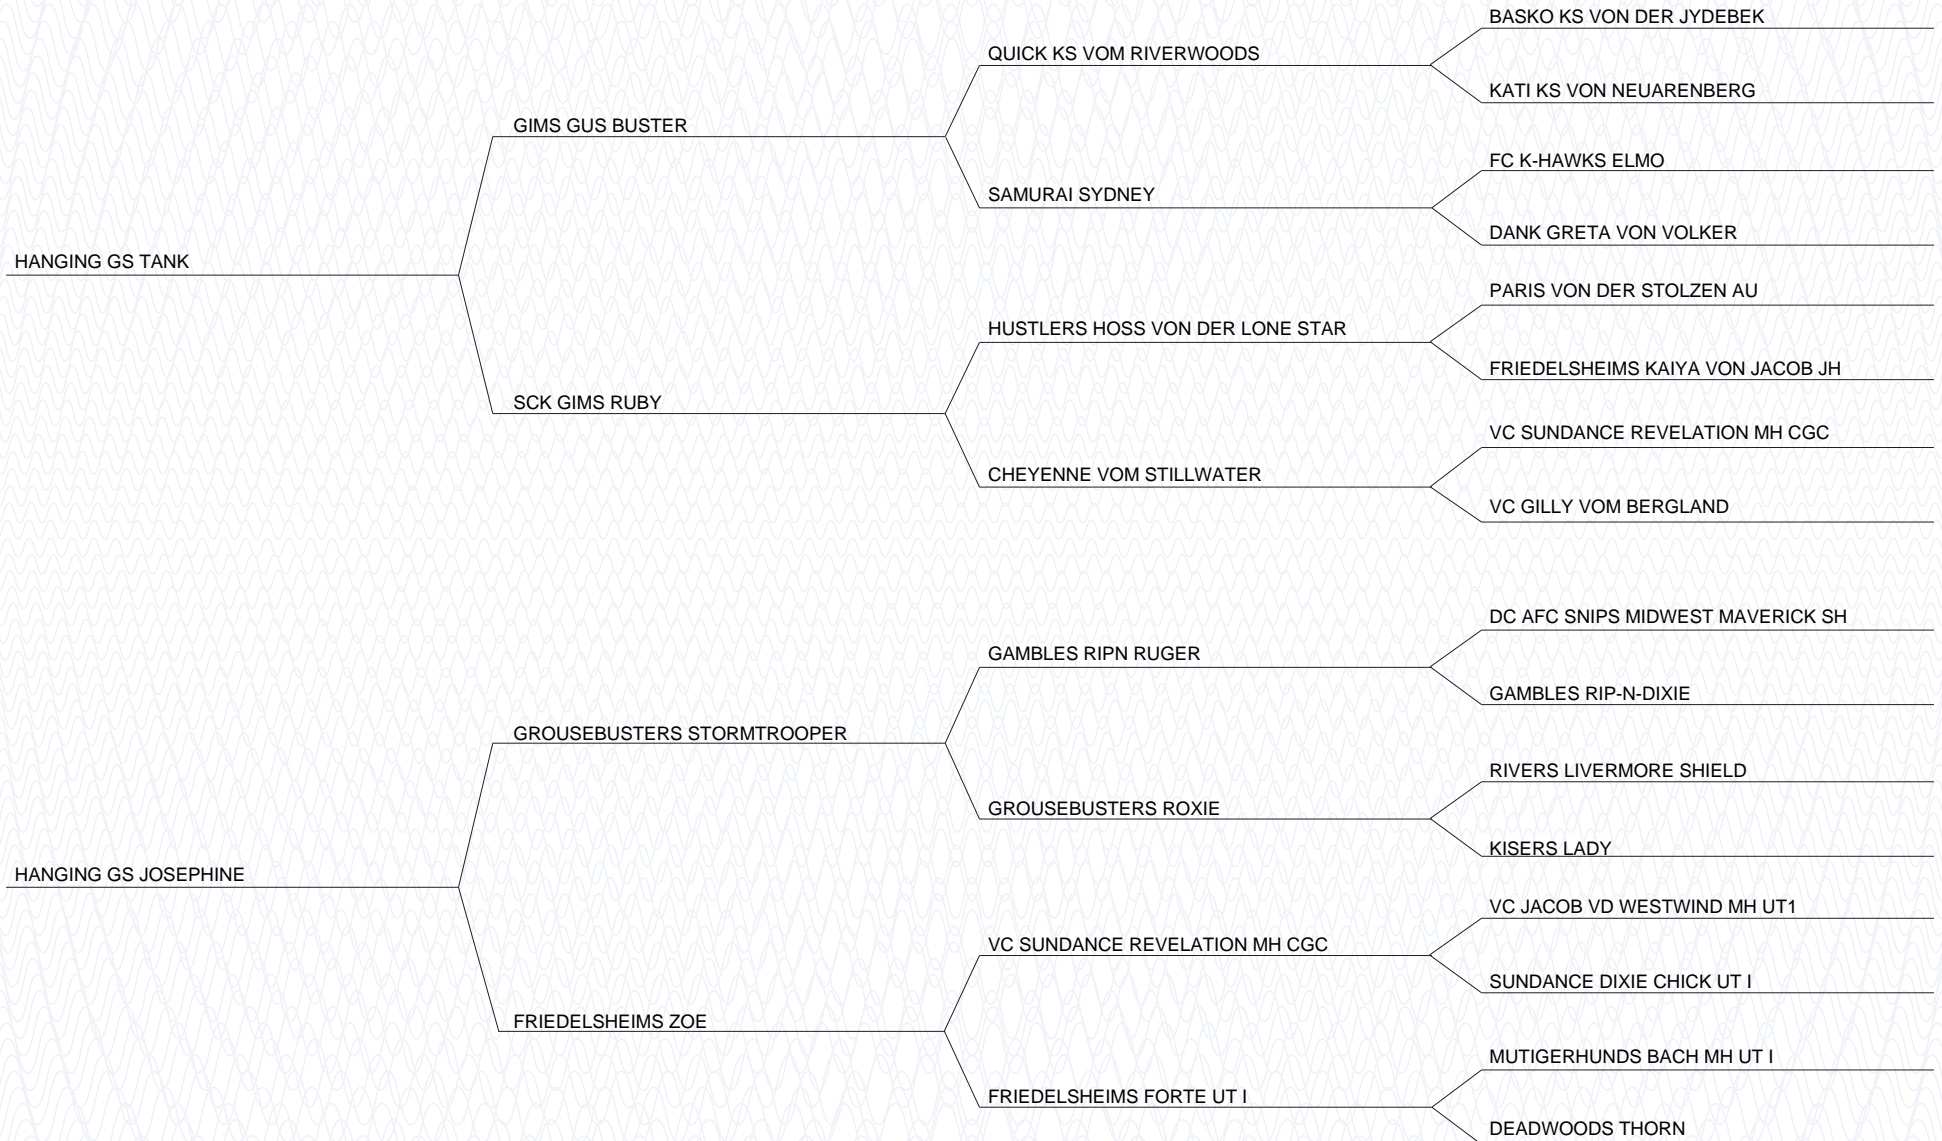 BASKO KS VON DER JYDEBEK
QUICK KS VOM RIVERWOODS
KATI KS VON NEUARENBERG
GIMS GUS BUSTER
FC K-HAWKS ELMO
SAMURAI SYDNEY
DANK GRETA VON VOLKER
HANGING GS TANK
PARIS VON DER STOLZEN AU
HUSTLERS HOSS VON DER LONE STAR
FRIEDELSHEIMS KAIYA VON JACOB JH
SCK GIMS RUBY
VC SUNDANCE REVELATION MH CGC
CHEYENNE VOM STILLWATER
VC GILLY VOM BERGLAND
DC AFC SNIPS MIDWEST MAVERICK SH
GAMBLES RIPN RUGER
GAMBLES RIP-N-DIXIE
GROUSEBUSTERS STORMTROOPER
RIVERS LIVERMORE SHIELD
GROUSEBUSTERS ROXIE
KISERS LADY
HANGING GS JOSEPHINE
VC JACOB VD WESTWIND MH UT1
VC SUNDANCE REVELATION MH CGC
SUNDANCE DIXIE CHICK UT I
FRIEDELSHEIMS ZOE
MUTIGERHUNDS BACH MH UT I
FRIEDELSHEIMS FORTE UT I
DEADWOODS THORN